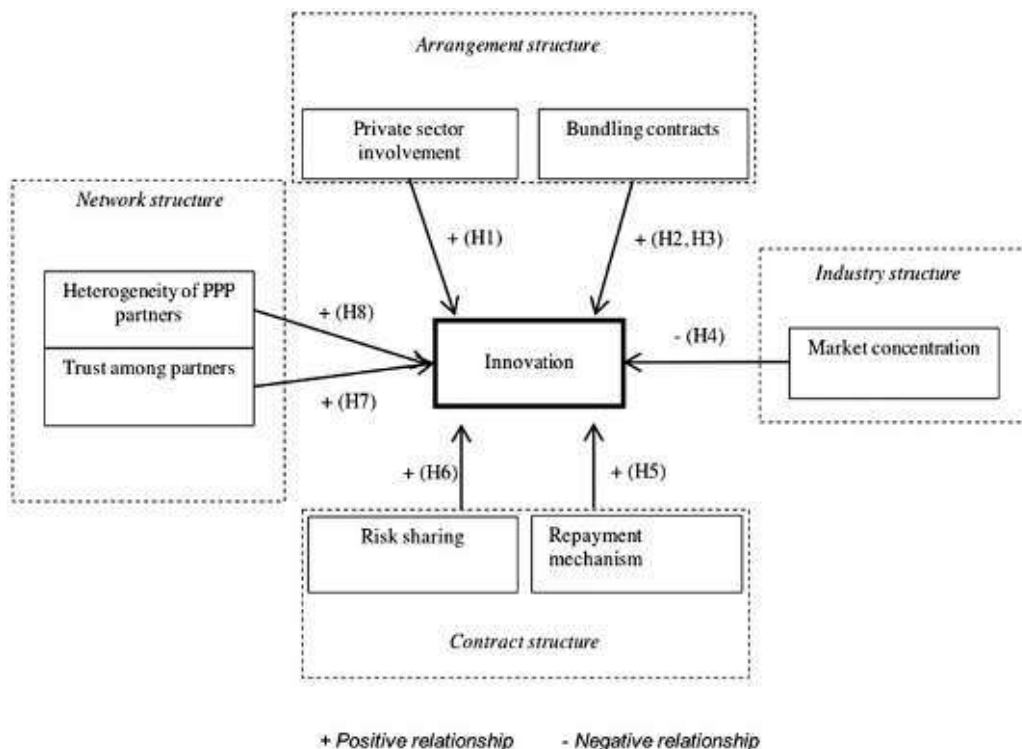 Arrangement structure
Private sector
involvement
Bundling contracts
Network structure
+ (H1)
+ (H2, H3)
Industry structure
Heterogeneity of PPP
partners
+ (H8)
- (H4)
Innovation
Market concentration
Trust among partners
+ (H7)
+ (H6)
+ (H5)
Risk sharing
Repayment
mechanism
Contract structure
+ Positive relationship - Negative relationship